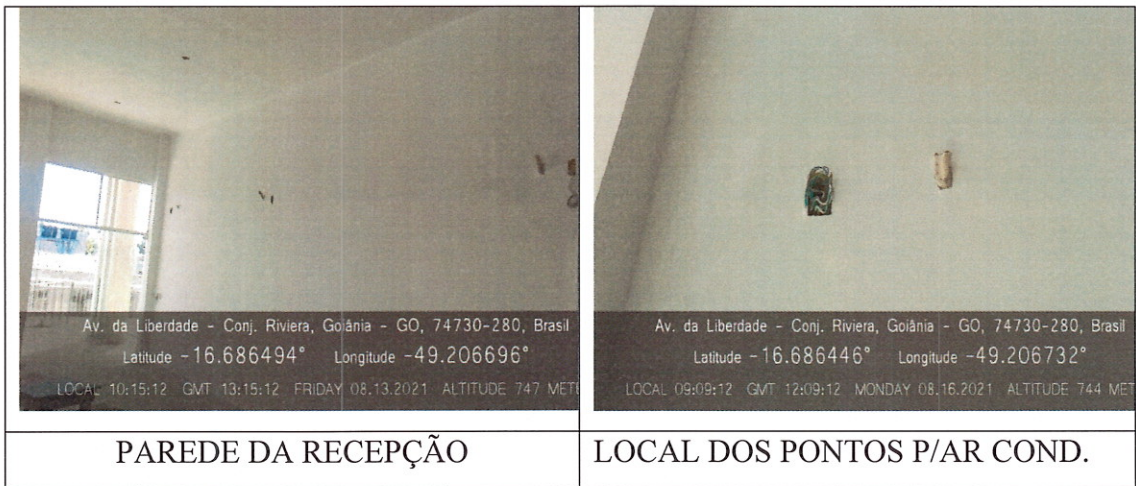 Av. da Liberdade - Conj. Riviera, Goiânia - GO, 74730-280, Brasil
Latitude -16.686494° Longitude -49.206696°
LOCAL 10:15:12 GMT 13:15:12 FRIDAY 08.13.2021 ALTITUDE 747 METE
PAREDE DA RECEPÇÃO
Av. da Liberdade - Conj. Riviera, Goiânia - GO, 74730-280, Brasil
Latitude -16.686446° Longitude -49.206732°
LOCAL 09:09:12 GMT 12:09:12 MONDAY 08.16.2021 ALTITUDE 744 MET
LOCAL DOS PONTOS P/AR COND.